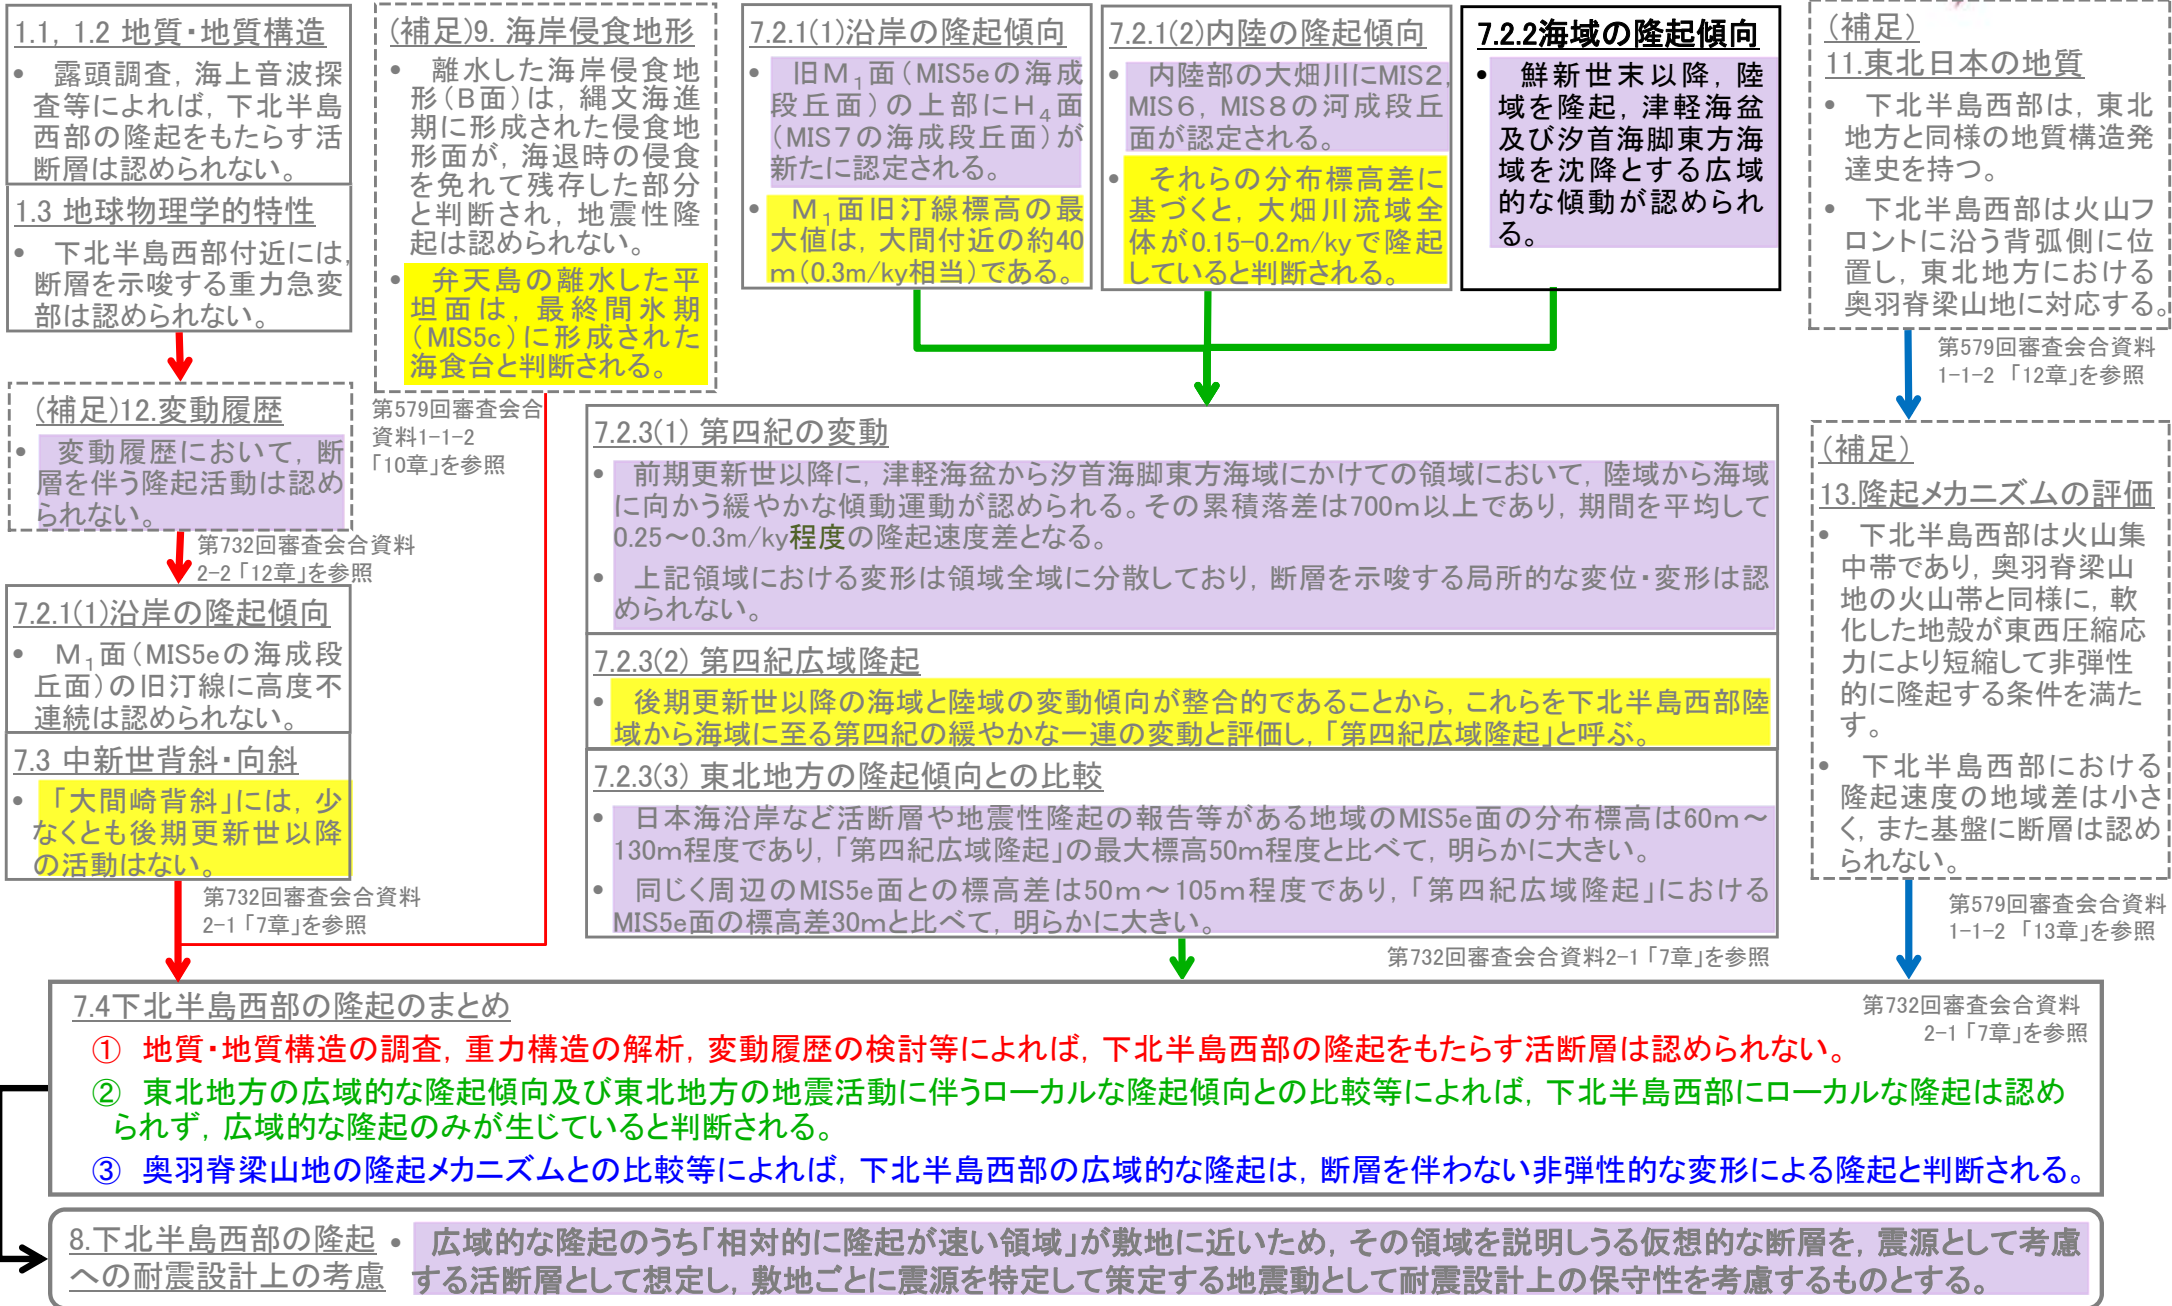 1.1, 1.2 地質・地質構造
• 露頭調査, 海上音波探
査等によれば, 下北半島
西部の隆起をもたらす活
断層は認められない。
1.3 地球物理学的特性
• 下北半島西部付近には,
断層を示唆する重力急変
部は認められない。
(補足)12.変動履歴
• 変動履歴において, 断
層を伴う隆起活動は認め
られない。
第732回審査会合資料
2-2 「12章」を参照
7.2.1(1)沿岸の隆起傾向
• M₁面(MIS5eの海成段
丘面)の旧汀線に高度不
連続は認められない。
7.3 中新世背斜・向斜
• 「大間崎背斜」には, 少
なくとも後期更新世以降
の活動はない。
第732回審査会合資料
2-1 「7章」を参照
(補足)9. 海岸侵食地形
• 離水した海岸侵食地
形(B面)は, 縄文海進
期に形成された侵食地
形面が, 海退時の侵食
を免れて残存した部分
と判断され, 地震性隆
起は認められない。
• 弁天島の離水した平
坦面は, 最終間氷期
(MIS5c)に形成された
海食台と判断される。
第579回審査会合
資料1-1-2
「10章」を参照
7.2.1(1)沿岸の隆起傾向
• 旧M₁面(MIS5eの海成
段丘面)の上部にH₄面
(MIS7の海成段丘面)が
新たに認定される。
• M₁面旧汀線標高の最
大値は, 大間付近の約40
m(0.3m/ky相当)である。
7.2.1(2)内陸の隆起傾向
• 内陸部の大畑川にMIS2,
MIS6, MIS8の河成段丘
面が認定される。
• それらの分布標高差に
基づくと, 大畑川流域全
体が0.15-0.2m/kyで隆起
していると判断される。
7.2.2海域の隆起傾向
• 鮮新世末以降, 陸
域を隆起, 津軽海盆
及び汐首海脚東方海
域を沈降とする広域
的な傾動が認められ
る。
7.2.3(1) 第四紀の変動
• 前期更新世以降に, 津軽海盆から汐首海脚東方海域にかけての領域において, 陸域から海域
に向かう緩やかな傾動運動が認められる。その累積落差は700m以上であり, 期間を平均して
0.25～0.3m/ky程度の隆起速度差となる。
• 上記領域における変形は領域全域に分散しており, 断層を示唆する局所的な変位・変形は認
められない。
7.2.3(2) 第四紀広域隆起
• 後期更新世以降の海域と陸域の変動傾向が整合的であることから, これらを下北半島西部陸
域から海域に至る第四紀の緩やかな一連の変動と評価し, 「第四紀広域隆起」と呼ぶ。
7.2.3(3) 東北地方の隆起傾向との比較
• 日本海沿岸など活断層や地震性隆起の報告等がある地域のMIS5e面の分布標高は60m～
130m程度であり, 「第四紀広域隆起」の最大標高50m程度と比べて, 明らかに大きい。
• 同じく周辺のMIS5e面との標高差は50m～105m程度であり, 「第四紀広域隆起」における
MIS5e面の標高差30mと比べて, 明らかに大きい。
第732回審査会合資料2-1 「7章」を参照
(補足)
11.東北日本の地質
• 下北半島西部は, 東北
地方と同様の地質構造発
達史を持つ。
• 下北半島西部は火山フ
ロントに沿う背弧側に位
置し, 東北地方における
奥羽脊梁山地に対応する。
第579回審査会合資料
1-1-2 「12章」を参照
(補足)
13.隆起メカニズムの評価
• 下北半島西部は火山集
中帯であり, 奥羽脊梁山
地の火山帯と同様に, 軟
化した地殻が東西圧縮応
力により短縮して非弾性
的に隆起する条件を満た
す。
• 下北半島西部における
隆起速度の地域差は小さ
く, また基盤に断層は認め
られない。
第579回審査会合資料
1-1-2 「13章」を参照
7.4下北半島西部の隆起のまとめ
第732回審査会合資料
2-1 「7章」を参照
① 地質・地質構造の調査, 重力構造の解析, 変動履歴の検討等によれば, 下北半島西部の隆起をもたらす活断層は認められない。
② 東北地方の広域的な隆起傾向及び東北地方の地震活動に伴うローカルな隆起傾向との比較等によれば, 下北半島西部にローカルな隆起は認め
られず, 広域的な隆起のみが生じていると判断される。
③ 奥羽脊梁山地の隆起メカニズムとの比較等によれば, 下北半島西部の広域的な隆起は, 断層を伴わない非弾性的な変形による隆起と判断される。
8.下北半島西部の隆起
への耐震設計上の考慮
• 広域的な隆起のうち「相対的に隆起が速い領域」が敷地に近いため, その領域を説明しうる仮想的な断層を, 震源として考慮
する活断層として想定し, 敷地ごとに震源を特定して策定する地震動として耐震設計上の保守性を考慮するものとする。